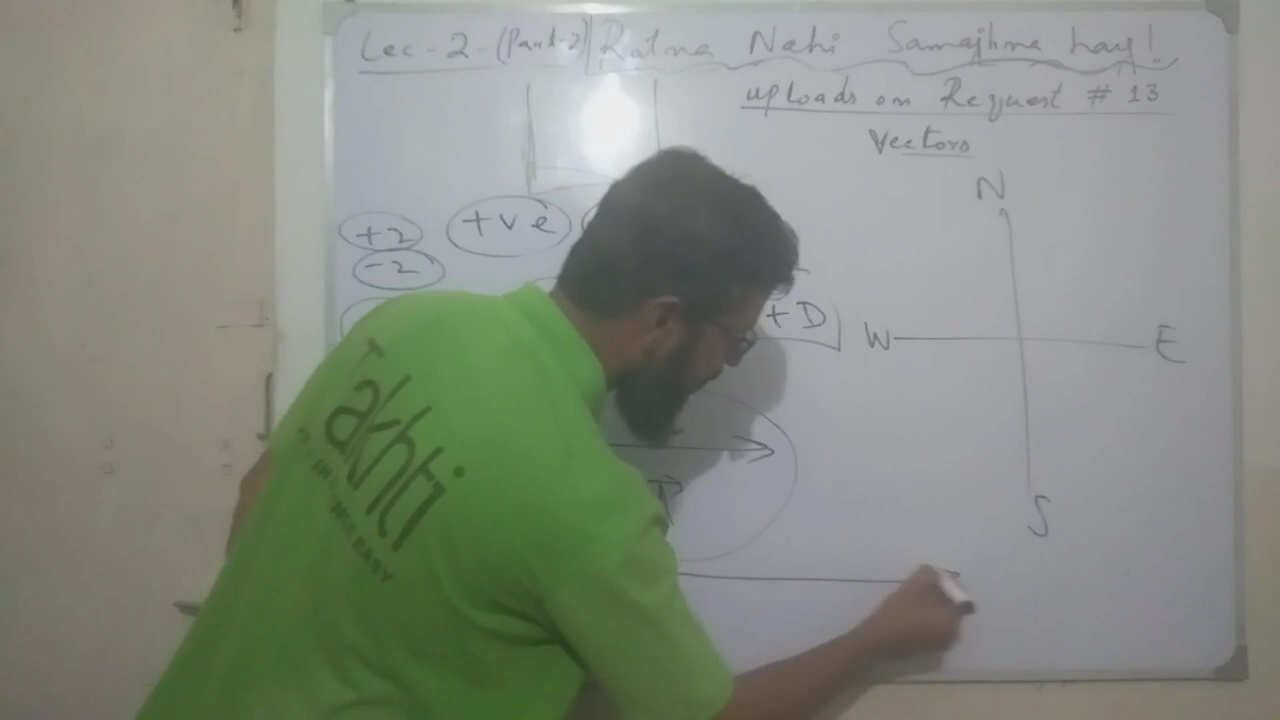 Lec-2-(Part-2) Ratna Nahi Samajhna hay!
uploads on Request # 13
Vectors
N
+2
+ve
-2
+D
W
E
A
S
Takhti